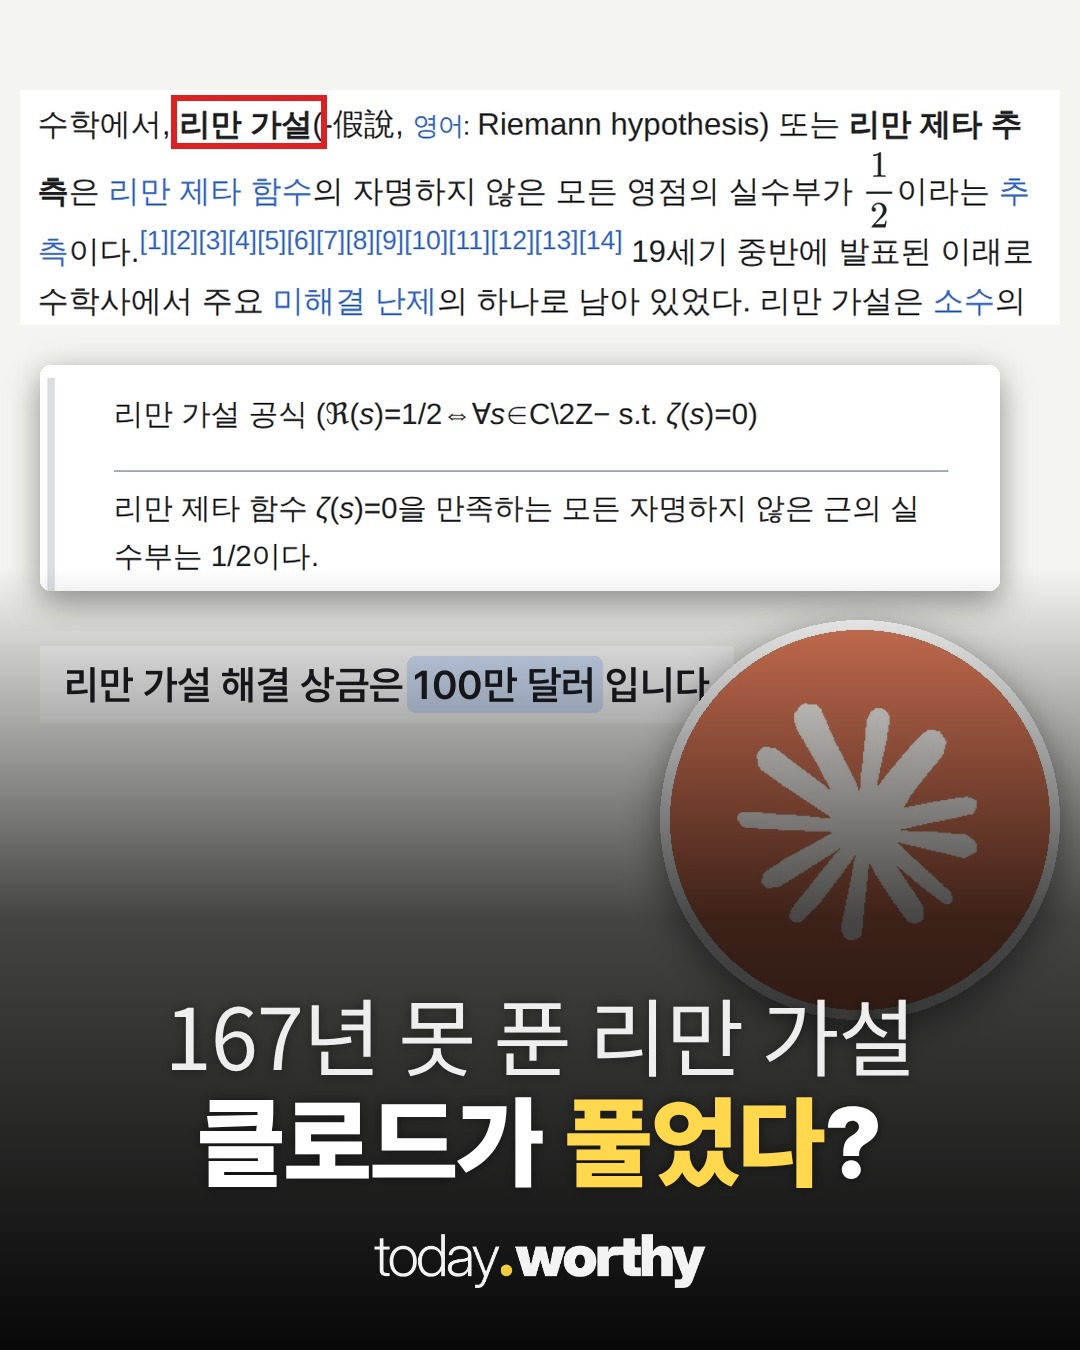 수학에서, 리만 가설(-假說, 영어: Riemann hypothesis) 또는 리만 제타 추
측은 리만 제타 함수의 자명하지 않은 모든 영점의 실수부가 1/2이라는 추
측이다.[1][2][3][4][5][6][7][8][9][10][11][12][13][14] 19세기 중반에 발표된 이래로
수학사에서 주요 미해결 난제의 하나로 남아 있었다. 리만 가설은 소수의
리만 가설 공식 (ℜ(s)=1/2⇔∀s∈C\2Z− s.t. ζ(s)=0)
리만 제타 함수 ζ(s)=0을 만족하는 모든 자명하지 않은 근의 실
수부는 1/2이다.
리만 가설 해결 상금은 100만 달러 입니다
167년 못 푼 리만 가설
클로드가 풀었다?
today.worthy